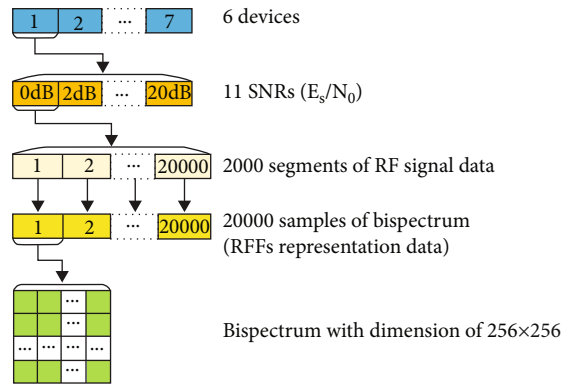 1 2 ... 7 6 devices
0dB 2dB ... 20dB 11 SNRs (Es/N0)
1 2 ... 20000 2000 segments of RF signal data
1 2 ... 20000 20000 samples of bispectrum
(RFFs representation data)
...
...
... ... ... ... Bispectrum with dimension of 256×256
...